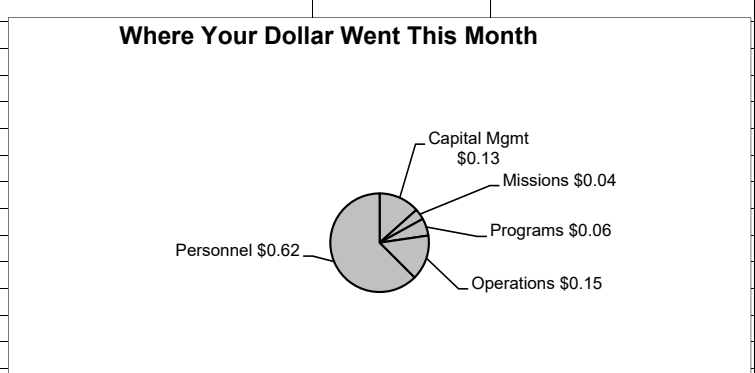 Where Your Dollar Went This Month
Capital Mgmt
$0.13
Missions $0.04
Programs $0.06
Personnel $0.62
Operations $0.15